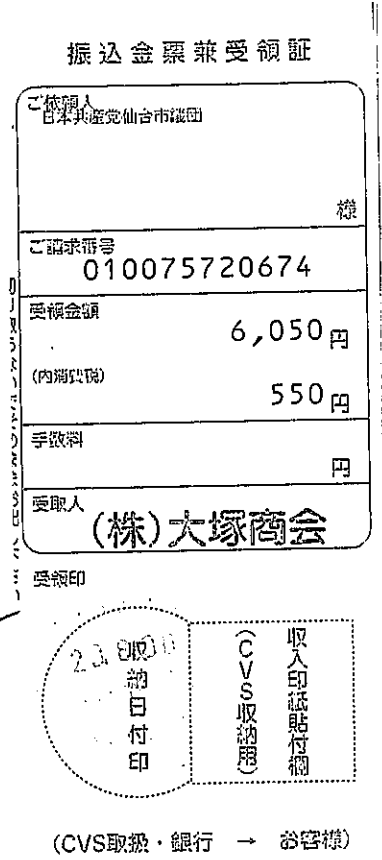 振込金票兼受領証
ご依頼人
日本共産党仙台市議団
様
ご請求番号
010075720674
受領金額
6,050円
(内消費税)
550円
手数料
円
受取人
(株)大塚商会
受領印
収納日付印
収入印紙貼付欄
(CVS収納用)
(CVS取扱・銀行 → お客様)